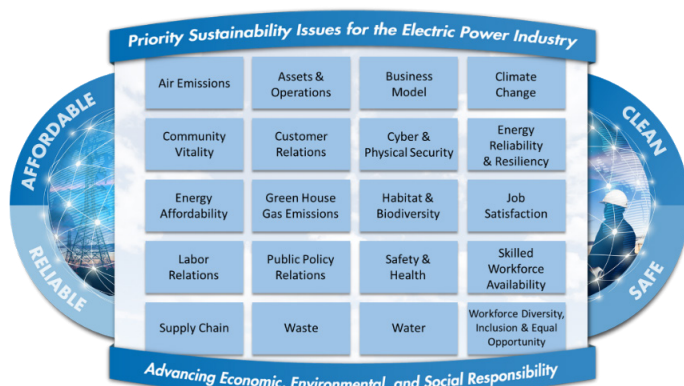 Priority Sustainability Issues for the Electric Power Industry
AFFORDABLE
RELIABLE
Air Emissions
Assets &
Operations
Business
Model
Climate
Change
Community
Vitality
Customer
Relations
Cyber &
Physical Security
Energy
Reliability
& Resiliency
Energy
Affordability
Green House
Gas Emissions
Habitat &
Biodiversity
Job
Satisfaction
Labor
Relations
Public Policy
Relations
Safety &
Health
Skilled
Workforce
Availability
Supply Chain
Waste
Water
Workforce Diversity,
Inclusion & Equal
Opportunity
CLEAN
SAFE
Advancing Economic, Environmental, and Social Responsibility